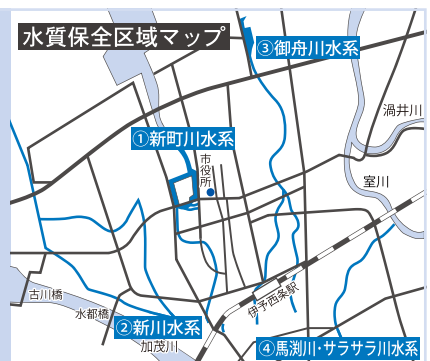 水質保全区域マップ
③御舟川水系
渦井川
①新町川水系
市役所
室川
伊予西条駅
古川橋
水都橋
②新川水系
加茂川
④馬渕川・サラサラ川水系